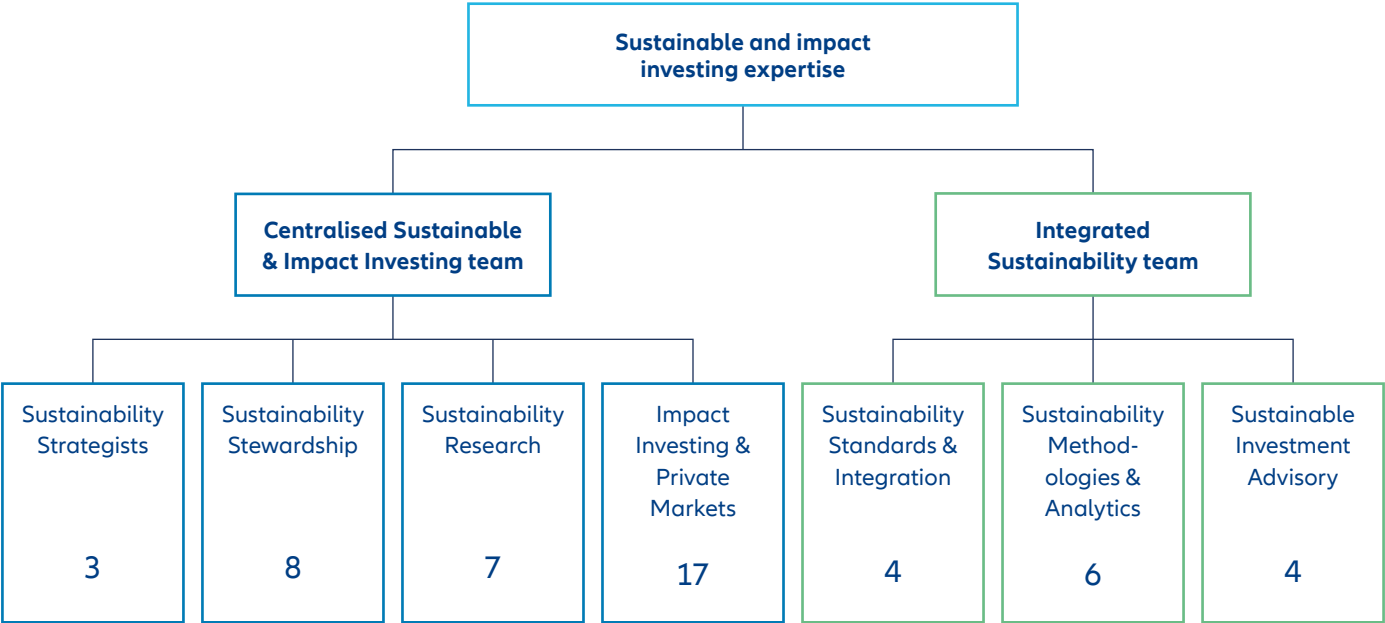 Sustainable and impact
investing expertise
Centralised Sustainable
& Impact Investing team
Integrated
Sustainability team
Sustainability
Strategists
3
Sustainability
Stewardship
8
Sustainability
Research
7
Impact
Investing &
Private
Markets
17
Sustainability
Standards &
Integration
4
Sustainability
Method-
ologies &
Analytics
6
Sustainable
Investment
Advisory
4